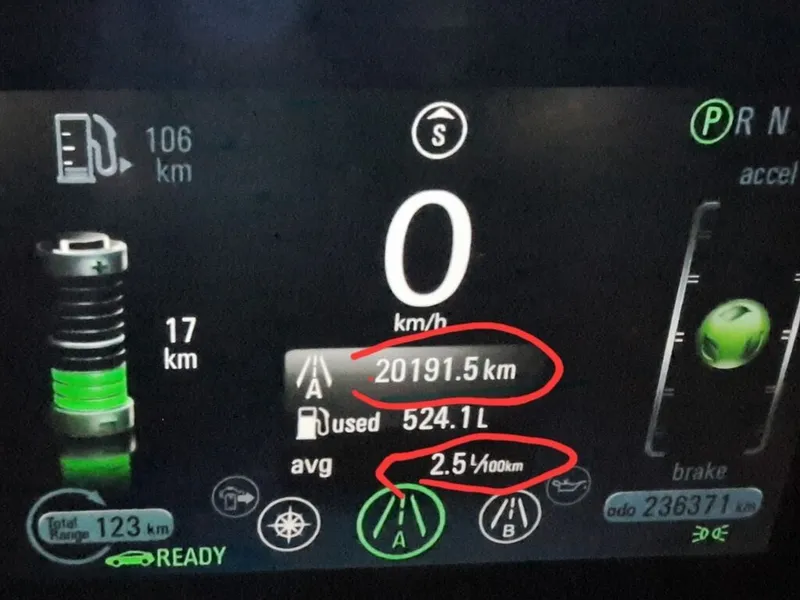 106
km
S
P R N
accel
0
km/h
17
km
A
20191.5 km
used 524.1 L
avg 2.5 L/100km
brake
Total
Range 123 km
A
B
odo 236371 km
READY